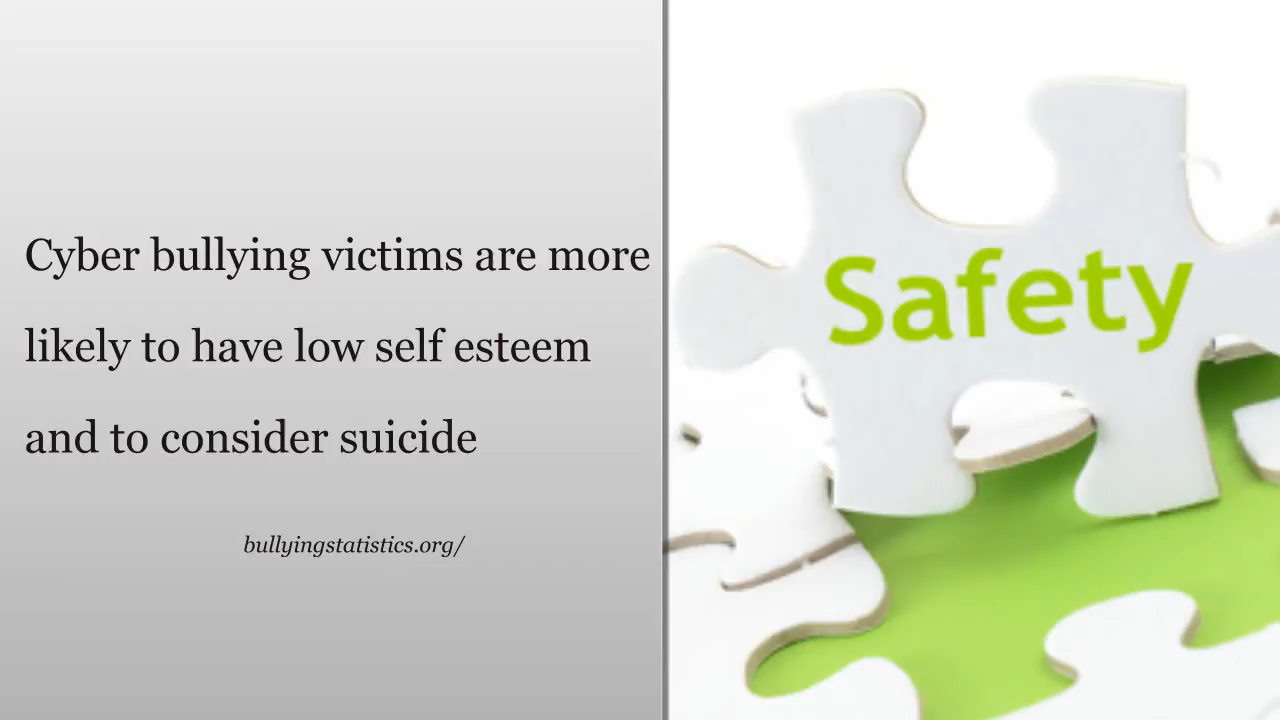 Cyber bullying victims are more
likely to have low self esteem
and to consider suicide
bullyingstatistics.org/
Safety